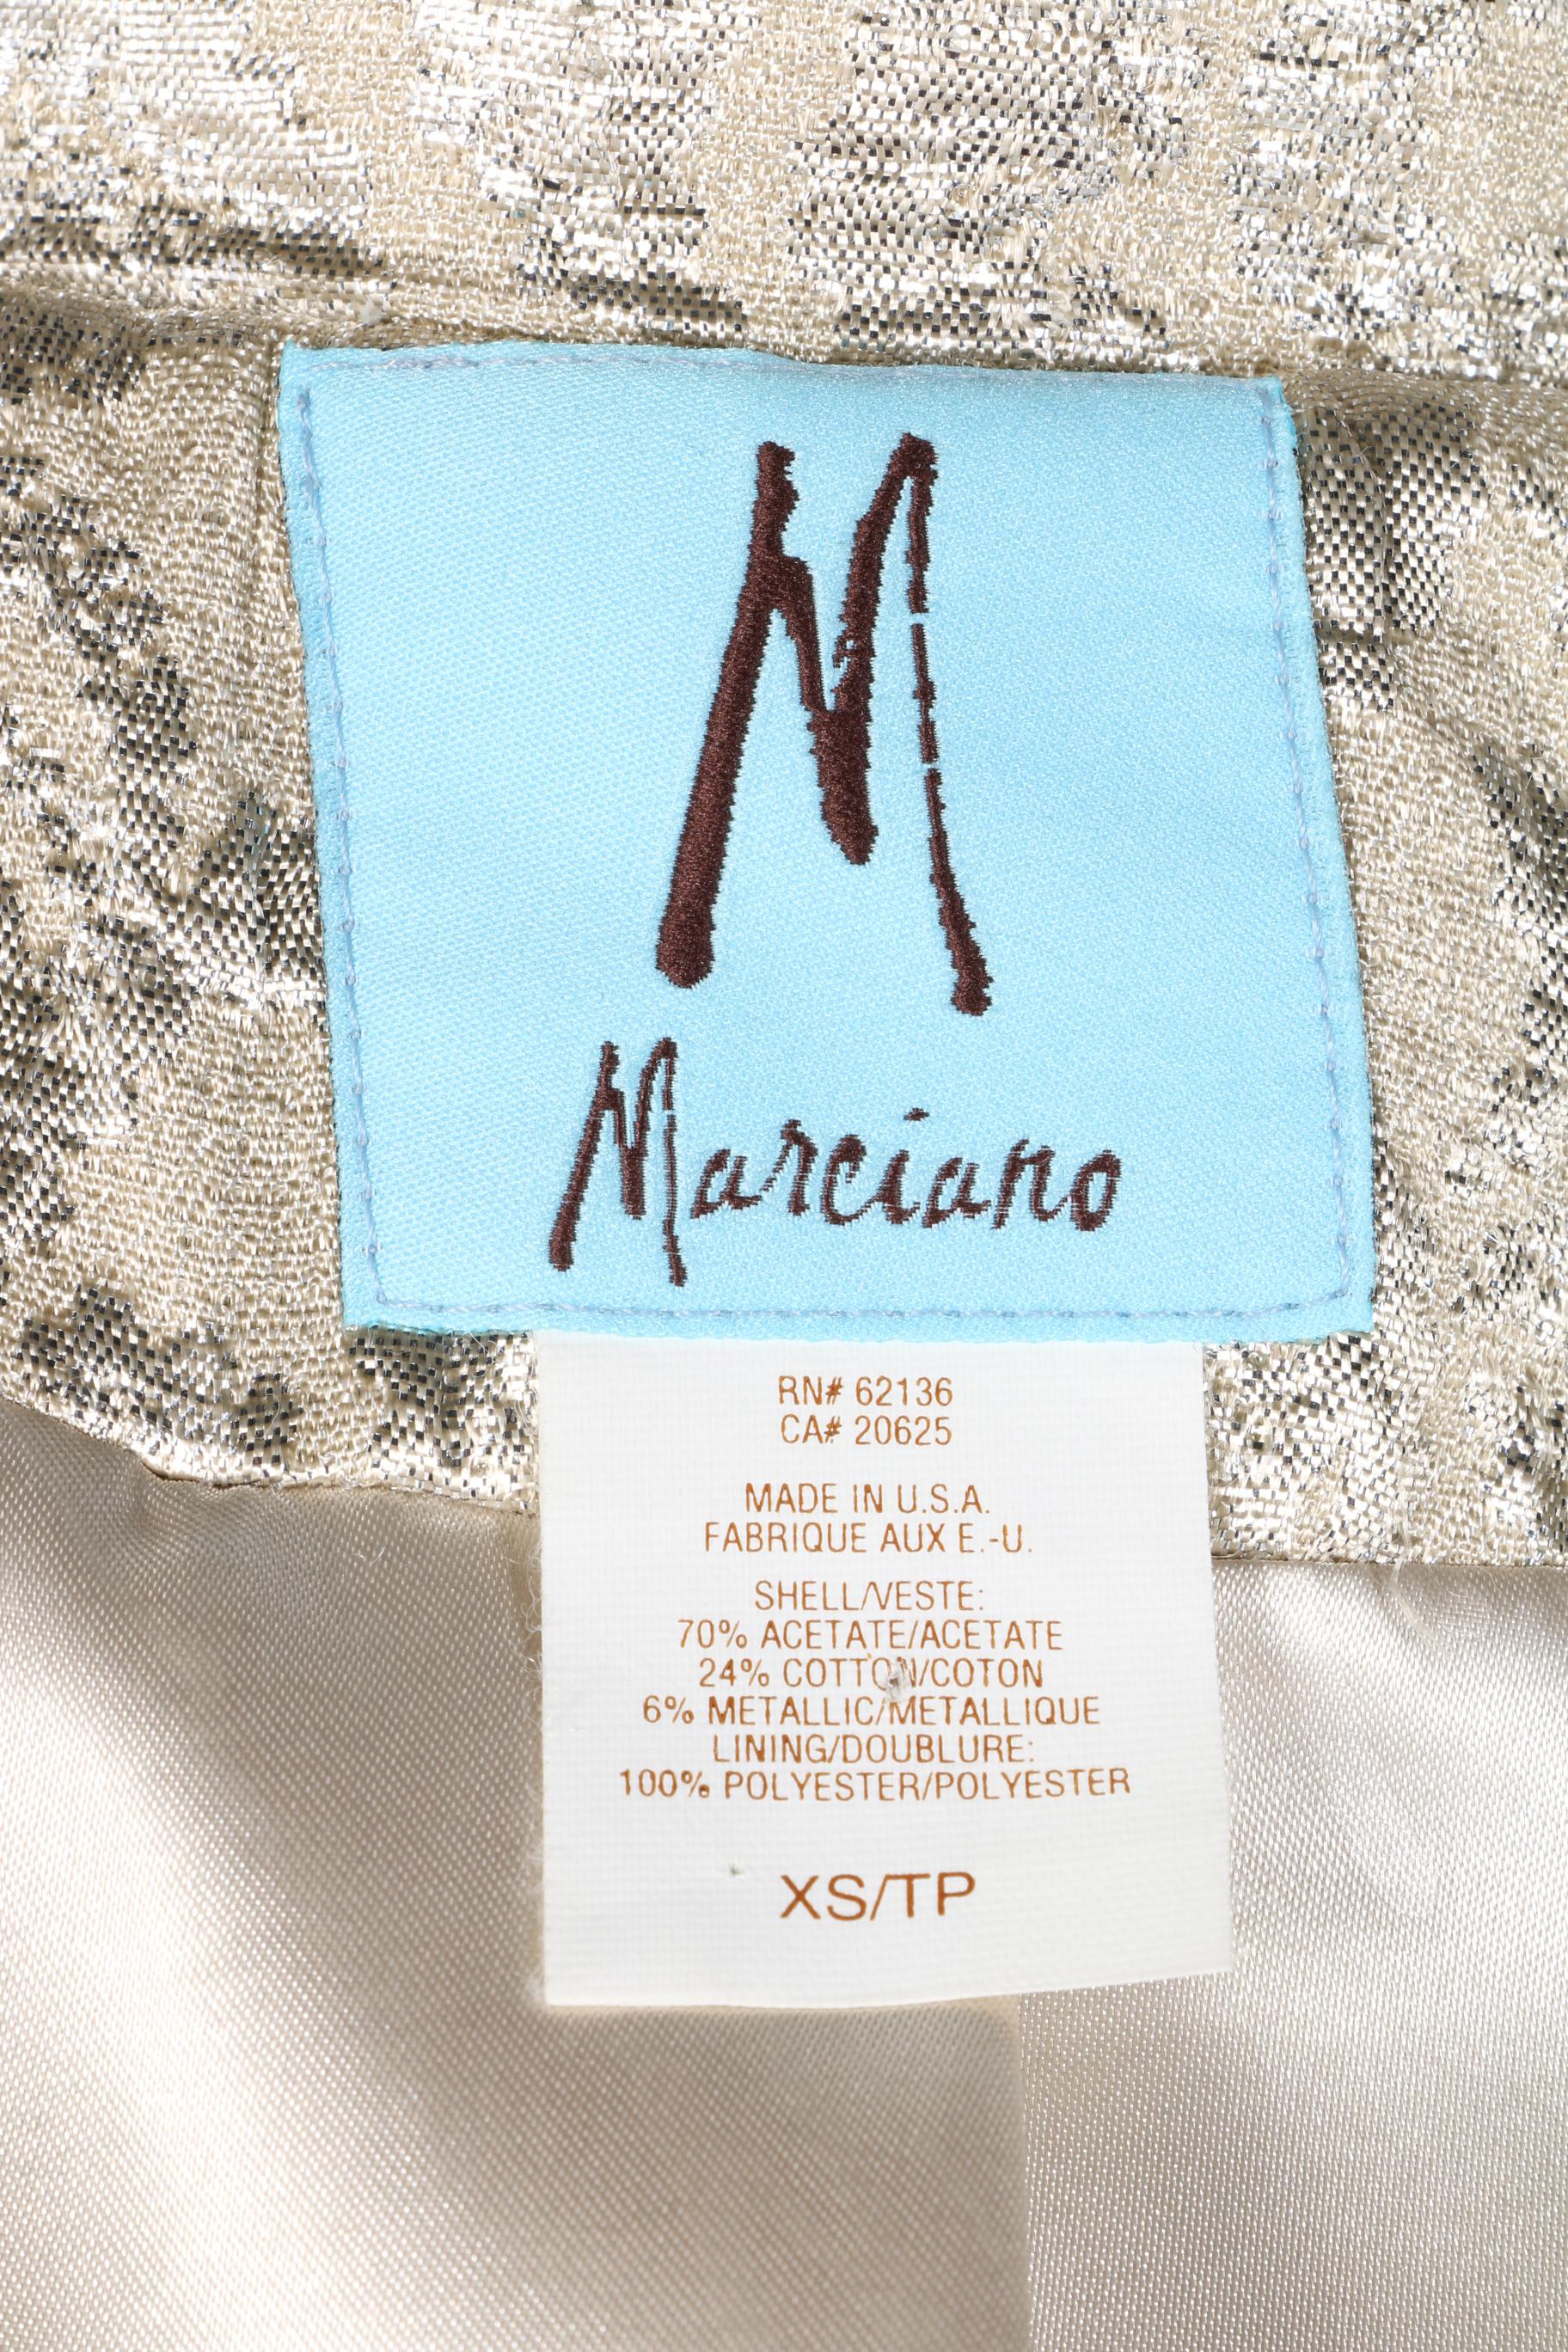 M
Marciano
RN# 62136
CA# 20625
MADE IN U.S.A.
FABRIQUE AUX E.-U.
SHELL/VESTE:
70% ACETATE/ACETATE
24% COTTON/COTON
6% METALLIC/METALLIQUE
LINING/DOUBLURE:
100% POLYESTER/POLYESTER
XS/TP